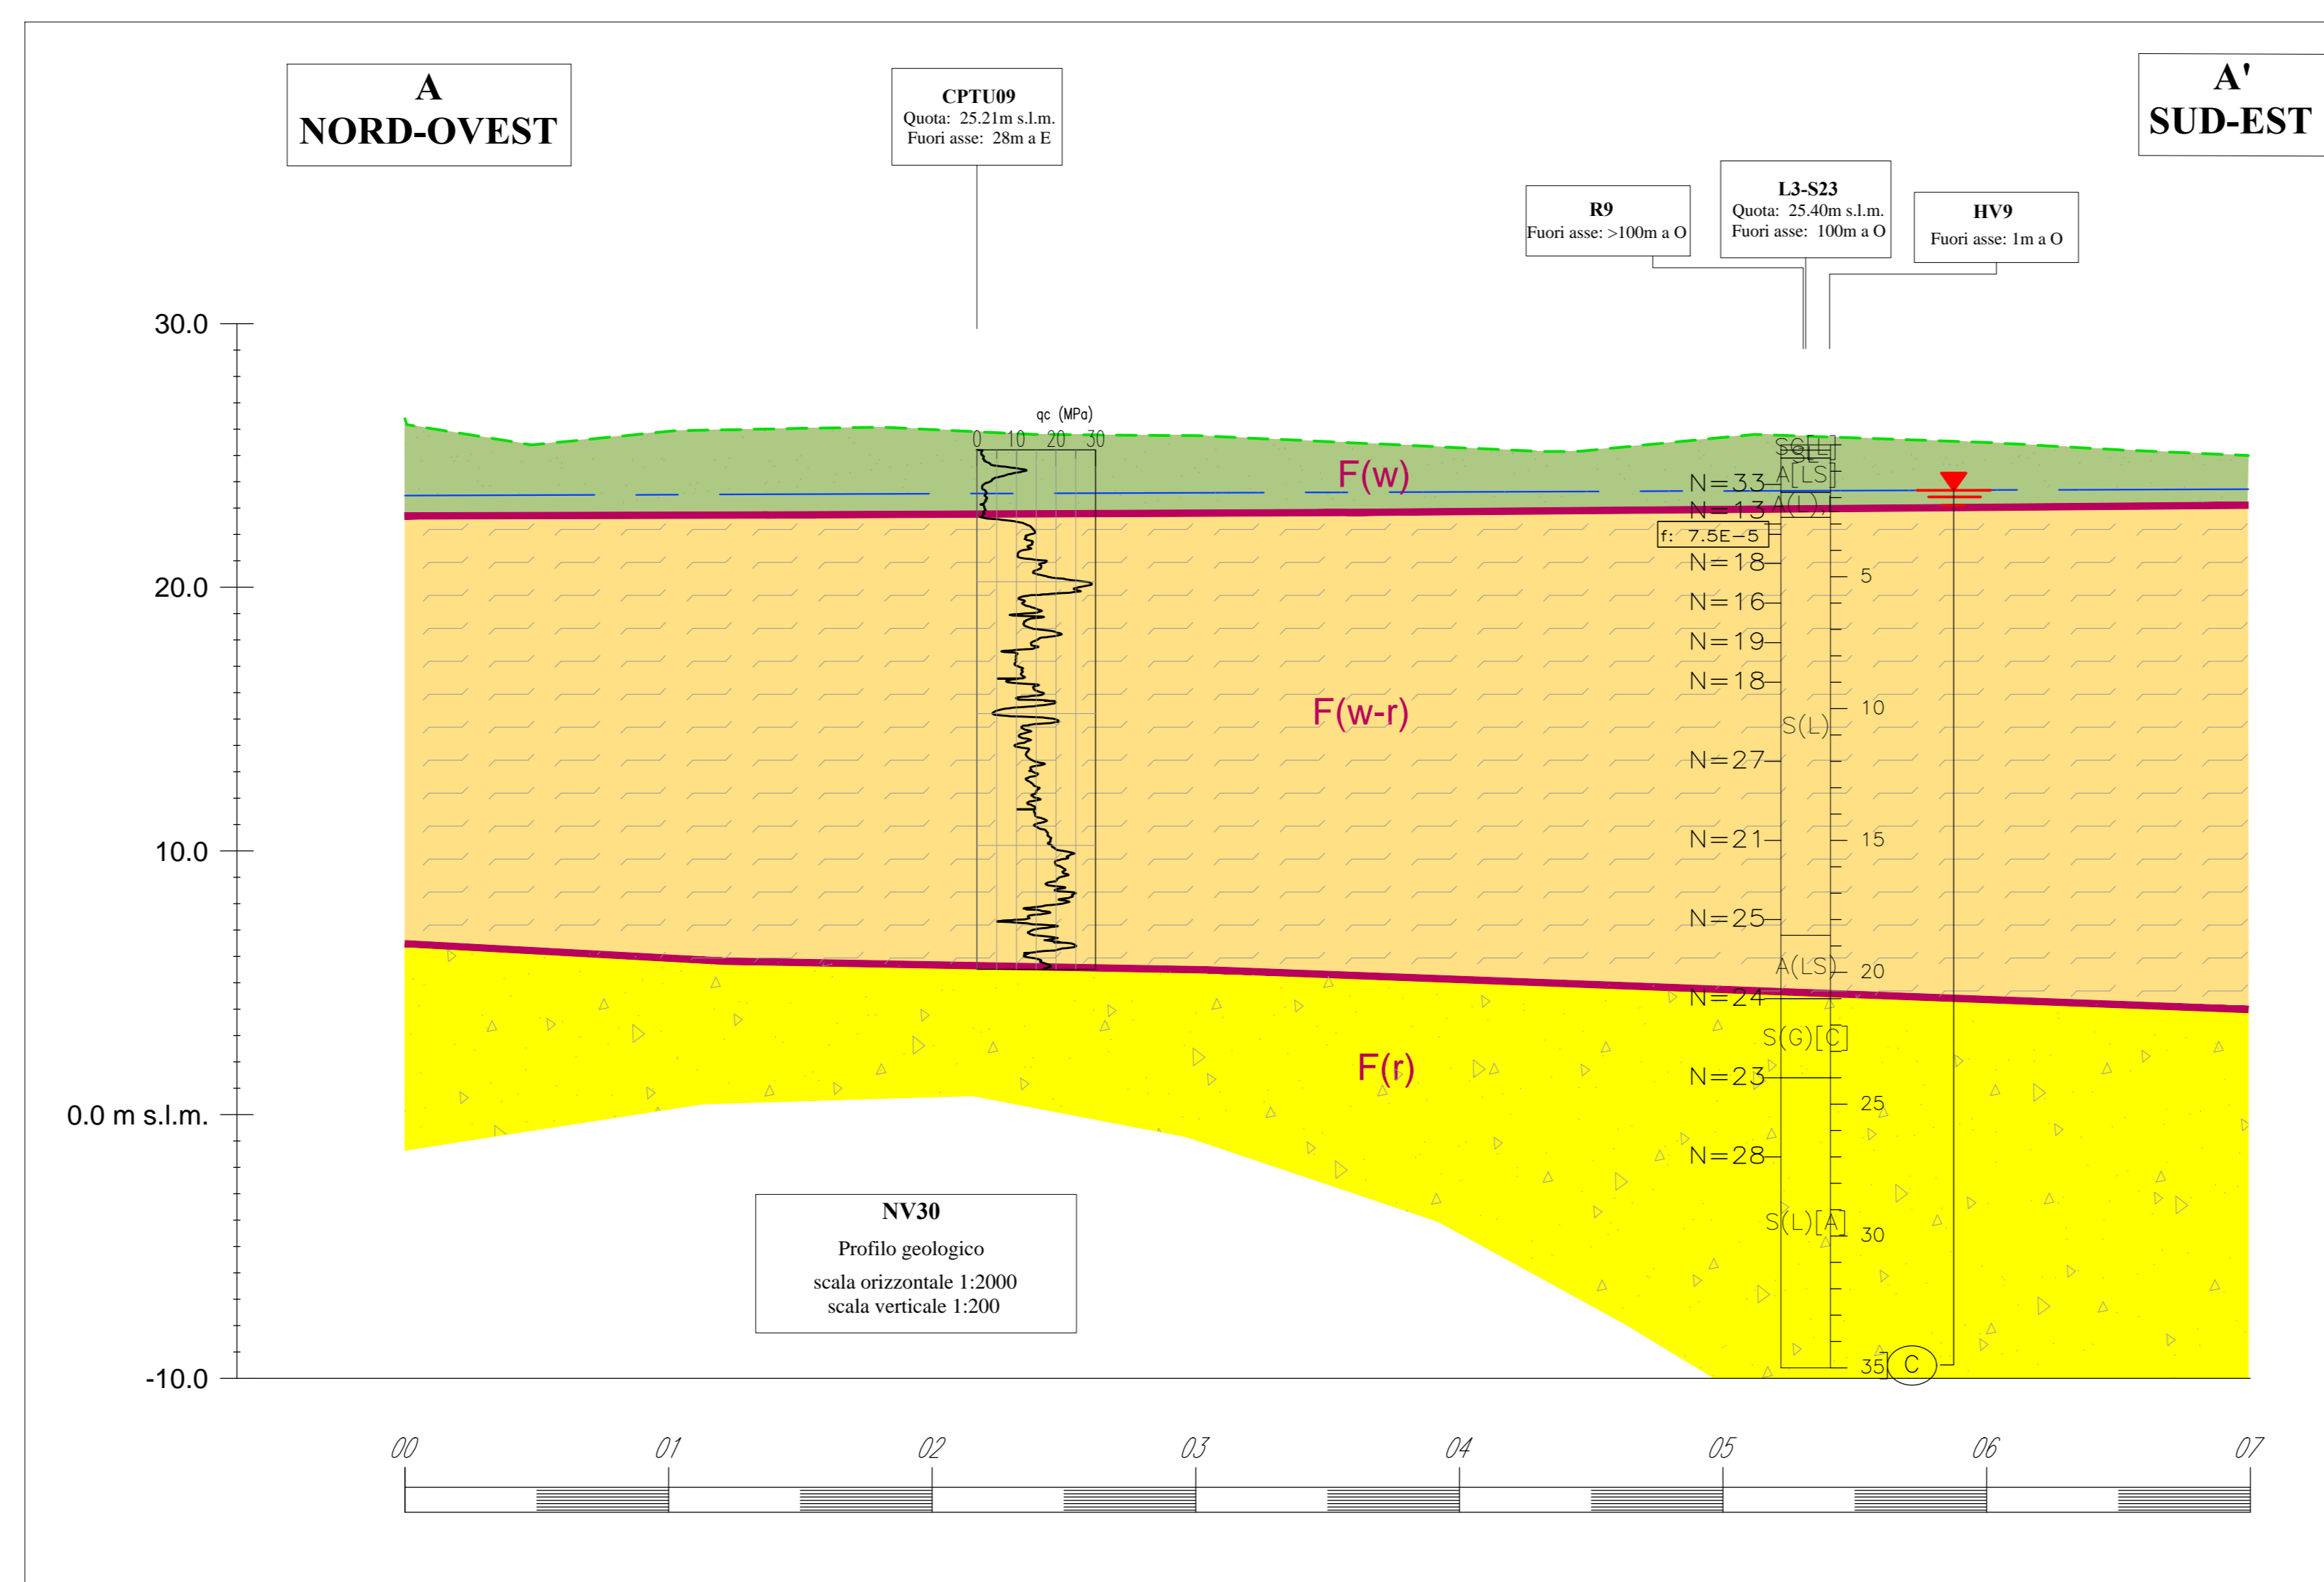 A
NORD-OVEST
CPTU09
Quota: 25.21m s.l.m.
Fuori asse: 28m a E
A'
SUD-EST
R9
Fuori asse: >100m a O
L3-S23
Quota: 25.40m s.l.m.
Fuori asse: 100m a O
HV9
Fuori asse: 1m a O
30.0
20.0
10.0
0.0 m s.l.m.
-10.0
qc (MPa)
0 10 20 30
F(w)
F(w-r)
F(r)
SG[L]
SL
A[LS]
A(L),L
S(L)
A(LS)
S(G)[C]
S(L)[A]
N=33
N=13
f: 7.5E-5
N=18
N=16
N=19
N=18
N=27
N=21
N=25
N=24
N=23
N=28
5
10
15
20
25
30
35
C
NV30
Profilo geologico
scala orizzontale 1:2000
scala verticale 1:200
00 01 02 03 04 05 06 07